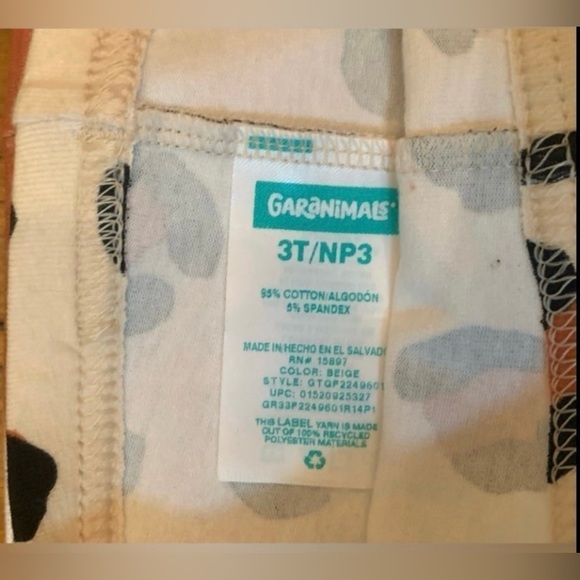 GARANIMALS
3T/NP3
95% COTTON/ALGODÓN
5% SPANDEX
MADE IN/HECHO EN EL SALVADO
RN# 15897
COLOR: BEIGE
STYLE: GTGF2249601
UPC: 01520925327
GR33F2249601R14P1
THIS LABEL YARN IS MADE
OUT OF 100% RECYCLED
POLYESTER MATERIALS